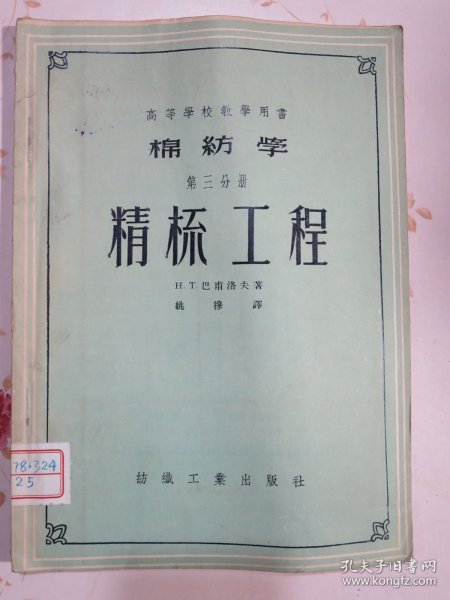 高等學校教學用書
棉紡學
第三分册
精梳工程
Н.Т.巴甫洛夫著
姚穆譯
紡織工業出版社
78·324
25
孔夫子旧书网
www.kongfz.com